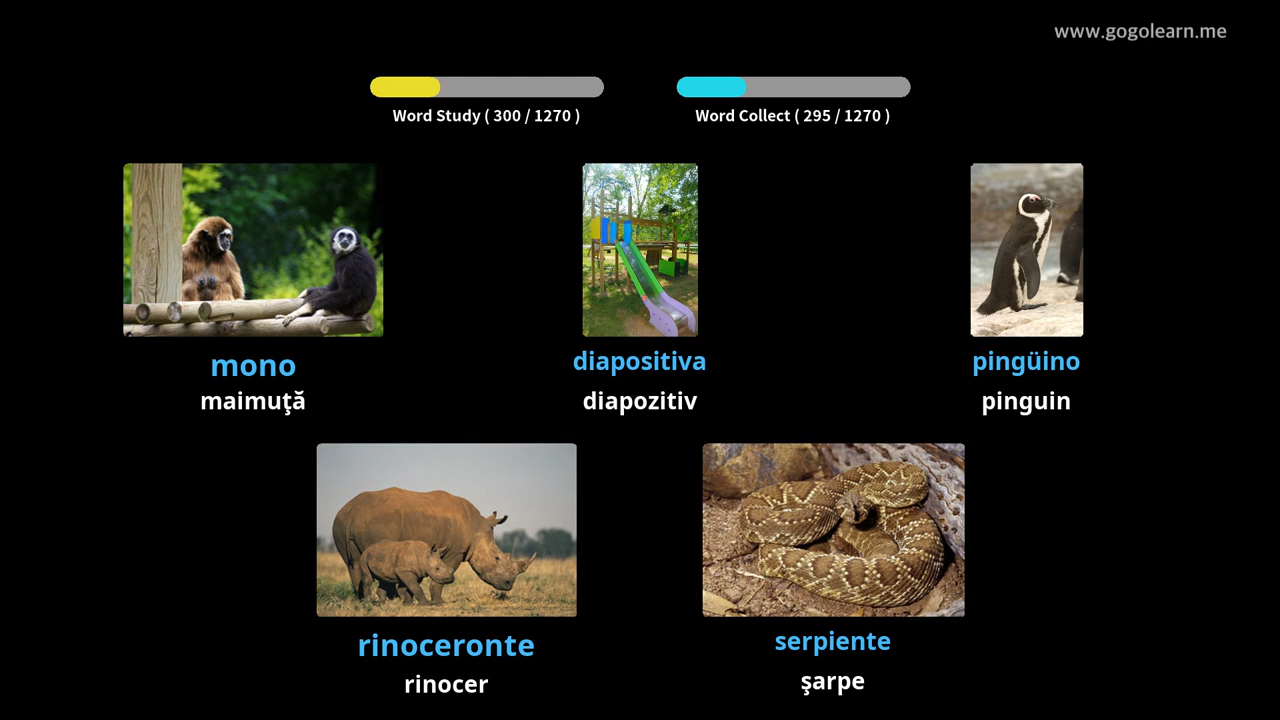 www.gogolearn.me
Word Study ( 300 / 1270 )
Word Collect ( 295 / 1270 )
mono
maimuţă
diapositiva
diapozitiv
pingüino
pinguin
rinoceronte
rinocer
serpiente
şarpe